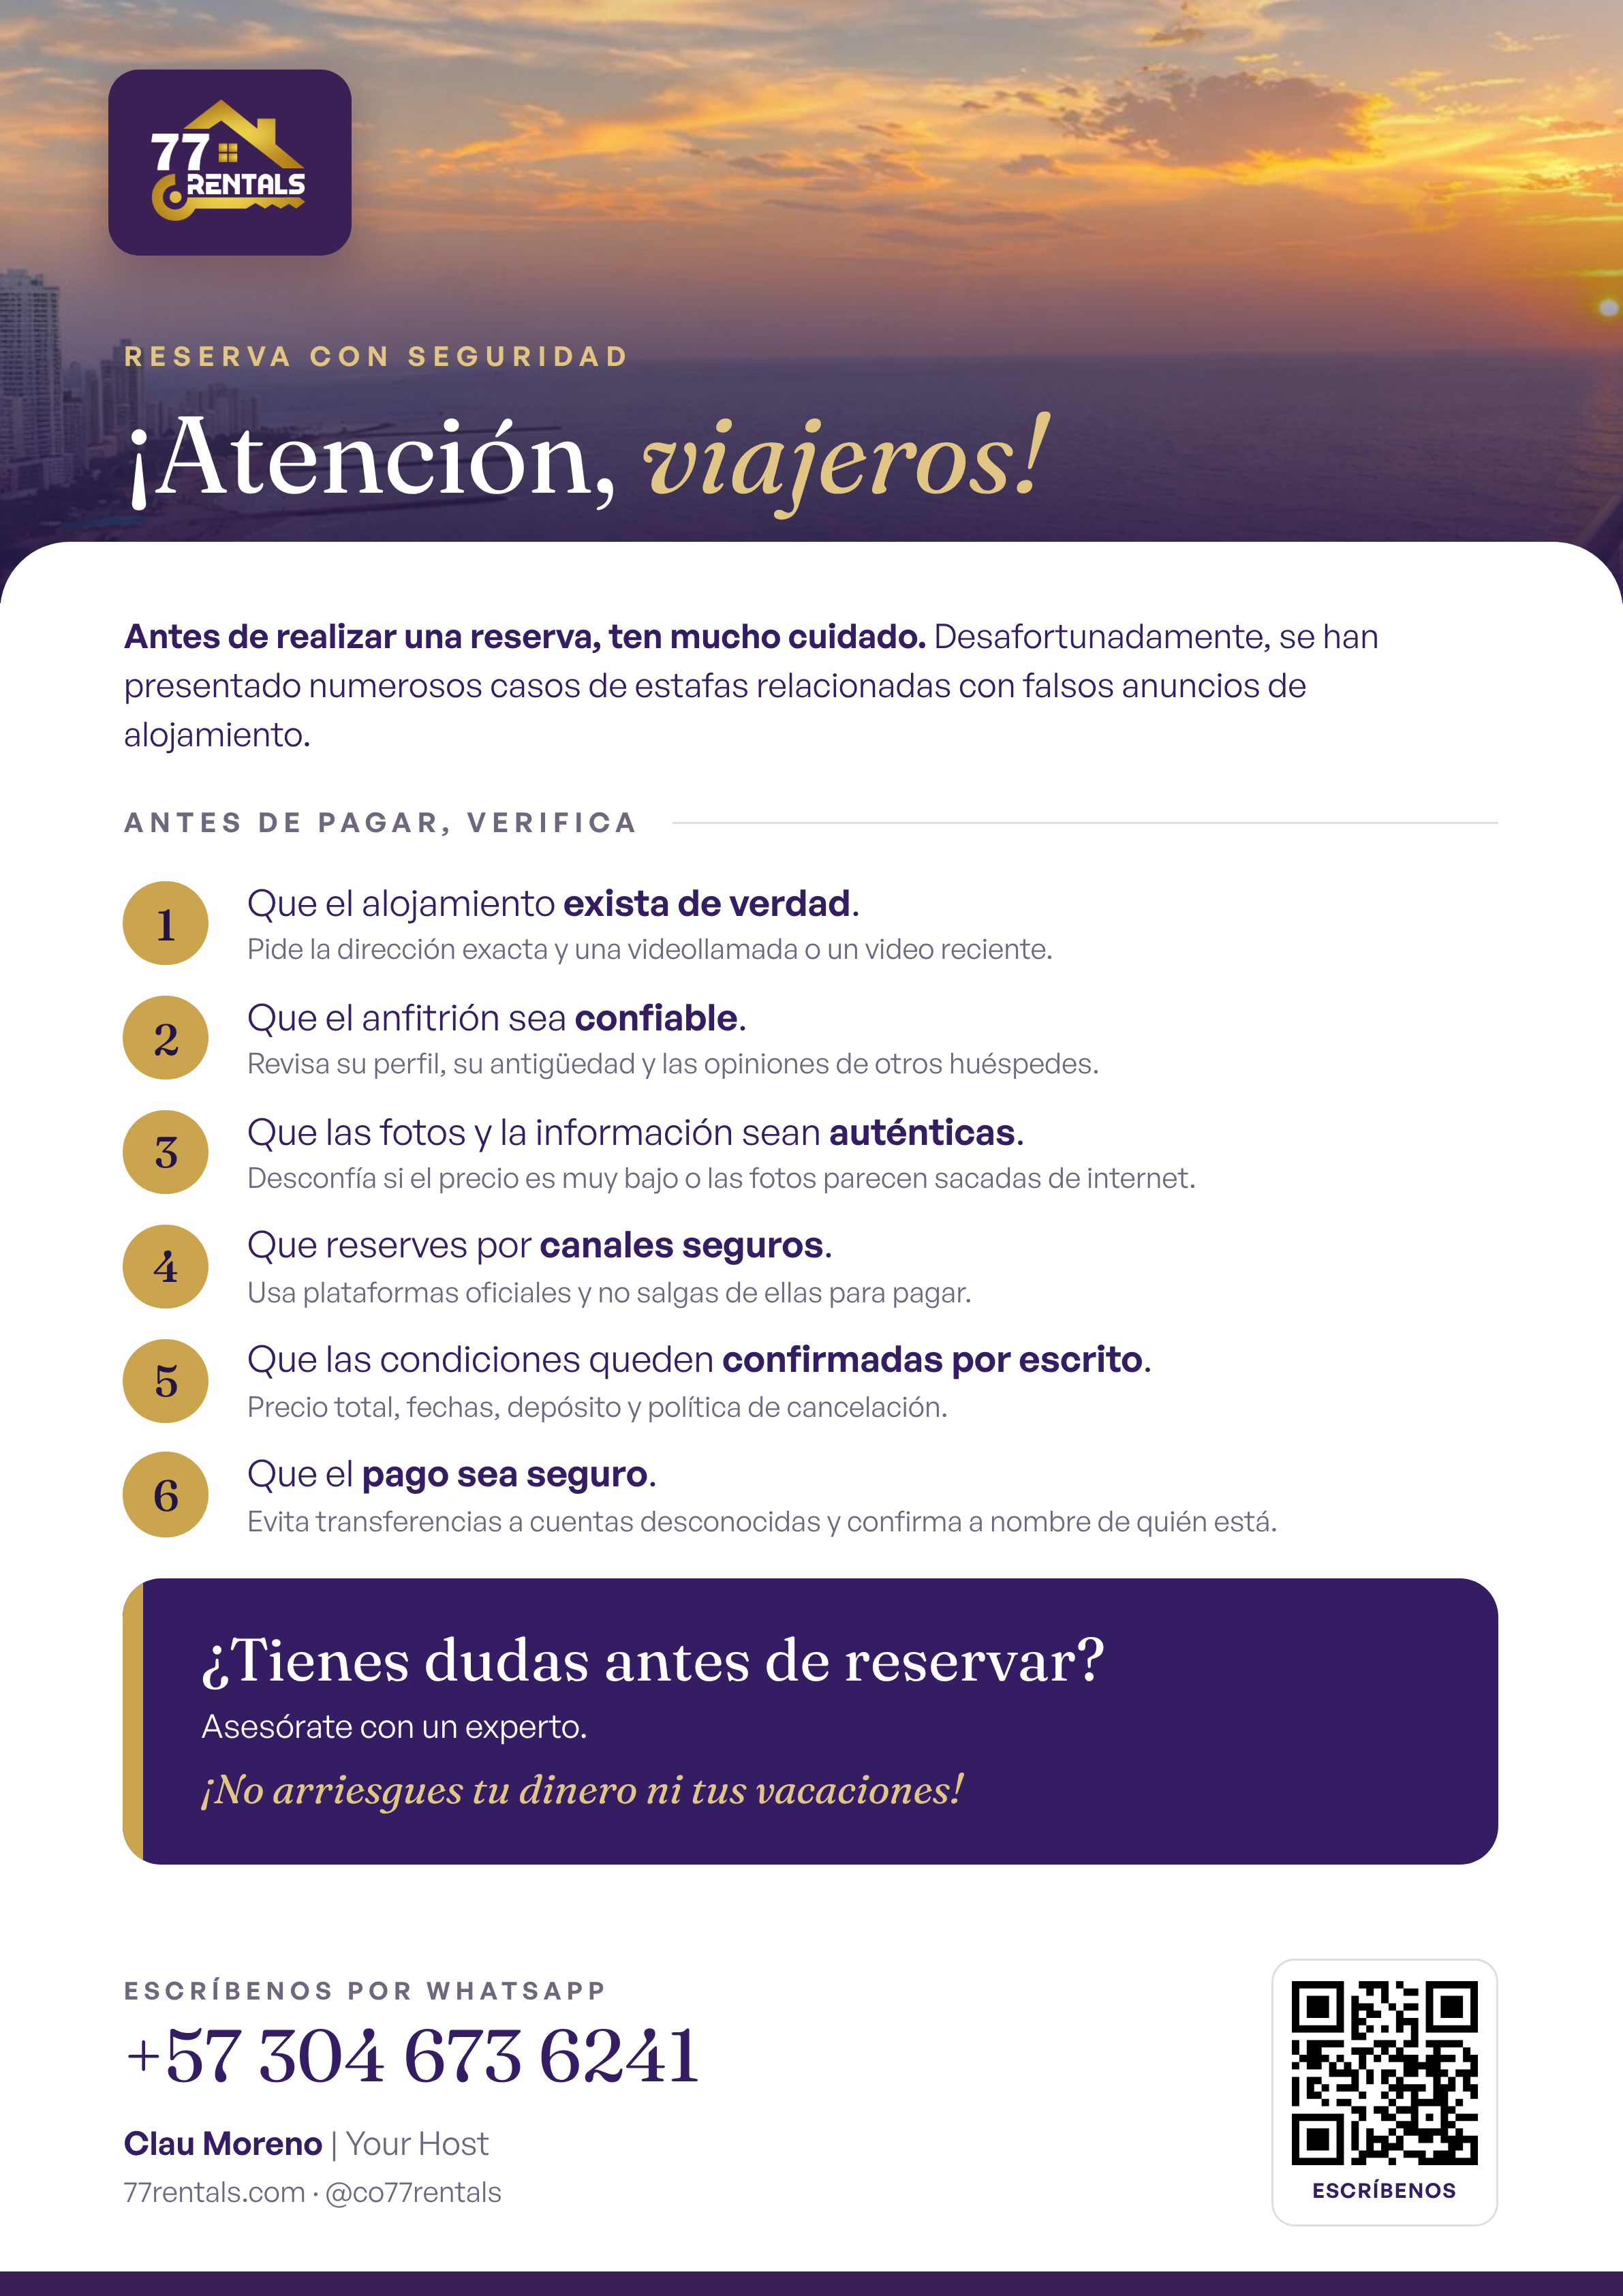 77
RENTALS
RESERVA CON SEGURIDAD
¡Atención, viajeros!
Antes de realizar una reserva, ten mucho cuidado. Desafortunadamente, se han
presentado numerosos casos de estafas relacionadas con falsos anuncios de
alojamiento.
ANTES DE PAGAR, VERIFICA
1
Que el alojamiento exista de verdad.
Pide la dirección exacta y una videollamada o un video reciente.
2
Que el anfitrión sea confiable.
Revisa su perfil, su antigüedad y las opiniones de otros huéspedes.
3
Que las fotos y la información sean auténticas.
Desconfía si el precio es muy bajo o las fotos parecen sacadas de internet.
4
Que reserves por canales seguros.
Usa plataformas oficiales y no salgas de ellas para pagar.
5
Que las condiciones queden confirmadas por escrito.
Precio total, fechas, depósito y política de cancelación.
6
Que el pago sea seguro.
Evita transferencias a cuentas desconocidas y confirma a nombre de quién está.
¿Tienes dudas antes de reservar?
Asesórate con un experto.
¡No arriesgues tu dinero ni tus vacaciones!
ESCRÍBENOS POR WHATSAPP
+57 304 673 6241
Clau Moreno | Your Host
77rentals.com · @co77rentals
ESCRÍBENOS